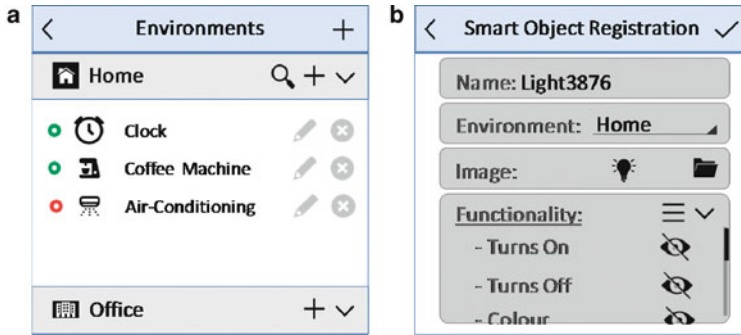 a
Environments
Home
Clock
Coffee Machine
Air-Conditioning
Office
b
Smart Object Registration
Name: Light3876
Environment: Home
Image:
Functionality:
- Turns On
- Turns Off
- Colour